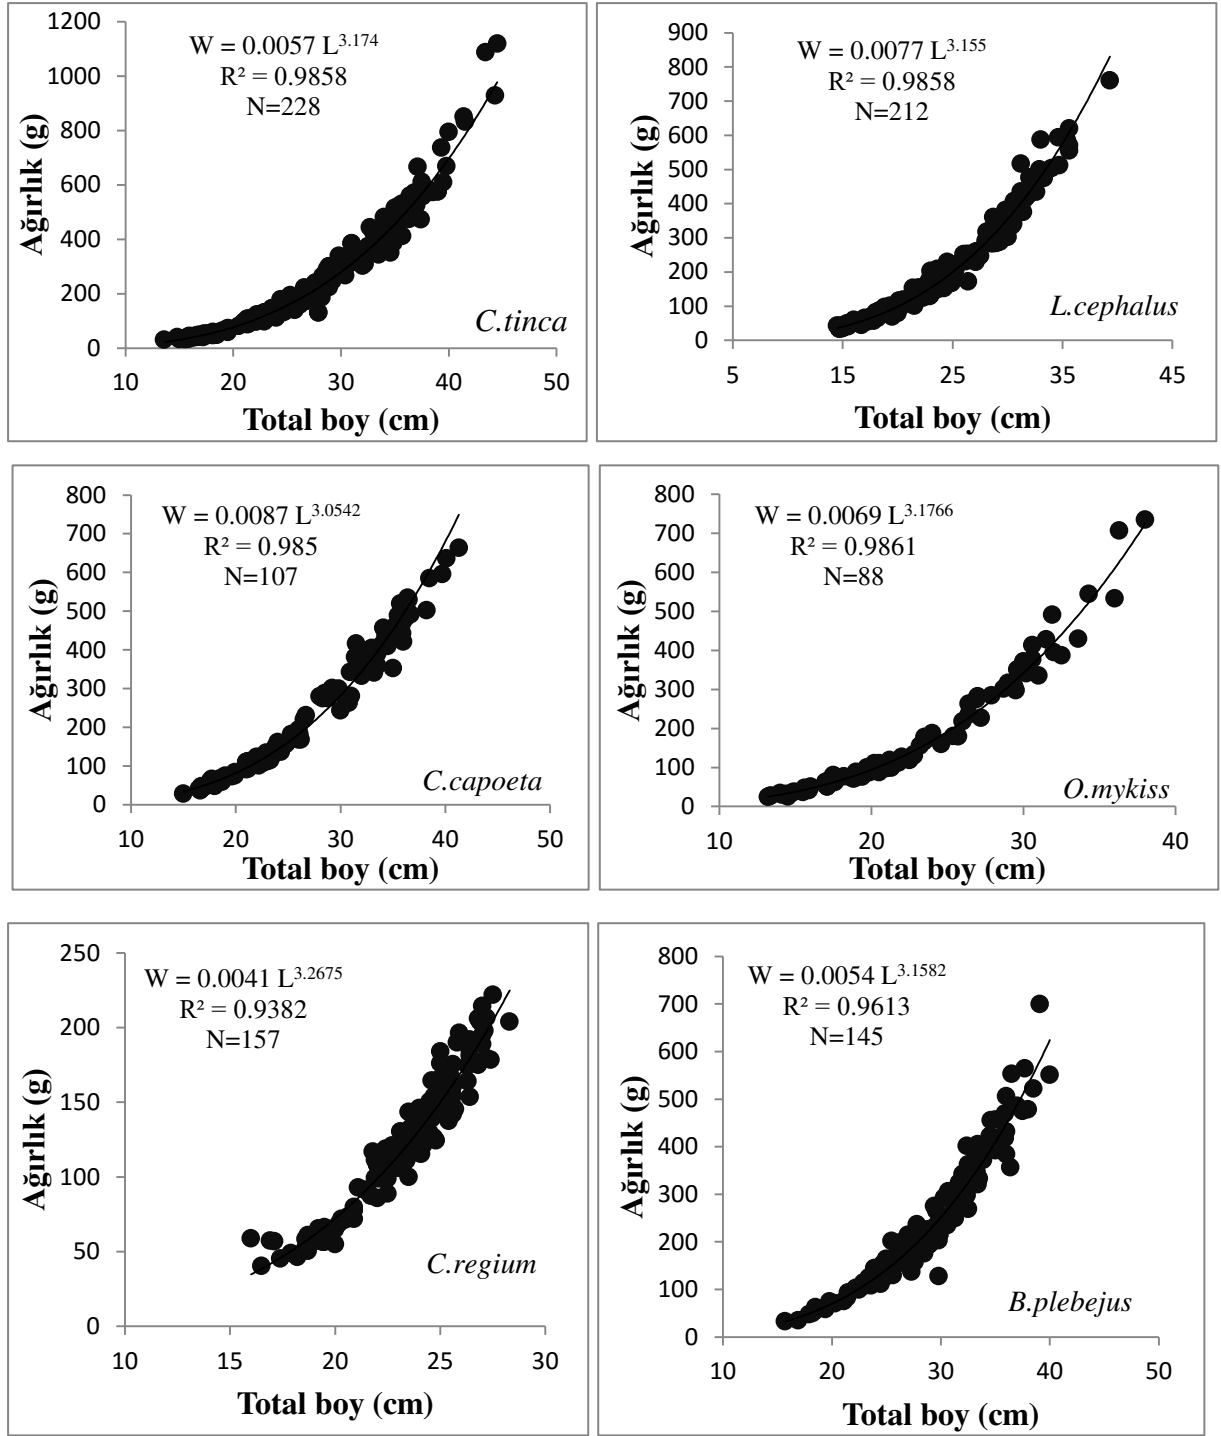 W = 0.0057 L3.174
R² = 0.9858
N=228
1200
1000
800
600
400
200
0
10 20 30 40 50
Ağırlık (g)
Total boy (cm)
C.tinca
W = 0.0077 L3.155
R² = 0.9858
N=212
900
800
700
600
500
400
300
200
100
0
5 15 25 35 45
Ağırlık (g)
Total boy (cm)
L.cephalus
W = 0.0087 L3.0542
R² = 0.985
N=107
800
700
600
500
400
300
200
100
0
10 20 30 40 50
Ağırlık (g)
Total boy (cm)
C.capoeta
W = 0.0069 L3.1766
R² = 0.9861
N=88
800
700
600
500
400
300
200
100
0
10 20 30 40
Ağırlık (g)
Total boy (cm)
O.mykiss
W = 0.0041 L3.2675
R² = 0.9382
N=157
250
200
150
100
50
0
10 15 20 25 30
Ağırlık (g)
Total boy (cm)
C.regium
W = 0.0054 L3.1582
R² = 0.9613
N=145
800
700
600
500
400
300
200
100
0
10 20 30 40 50
Ağırlık (g)
Total boy (cm)
B.plebejus